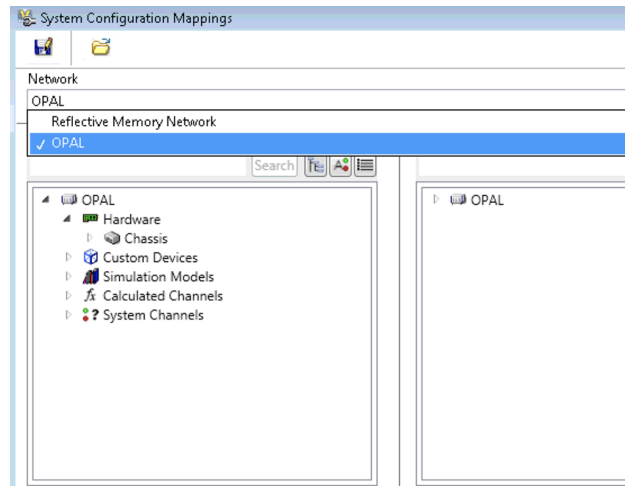 System Configuration Mappings
Network
OPAL
Reflective Memory Network
✓ OPAL
Search
OPAL
Hardware
Chassis
Custom Devices
Simulation Models
fx Calculated Channels
? System Channels
OPAL